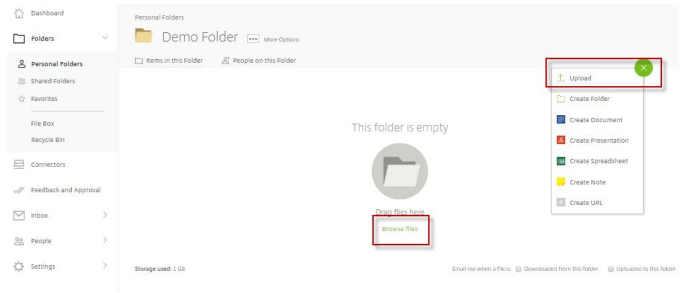 Dashboard
Folders
Personal Folders
Shared Folders
Favorites
File Box
Recycle Bin
Connectors
Feedback and Approval
Inbox
People
Settings
Personal Folders
Demo Folder
More Options
Items in this Folder
People on this Folder
Upload
Create Folder
Create Document
Create Presentation
Create Spreadsheet
Create Note
Create URL
This folder is empty
Drag files here
Browse files
Storage used: 1 GB
Email me when a file is: Downloaded from this folder Uploaded to this folder